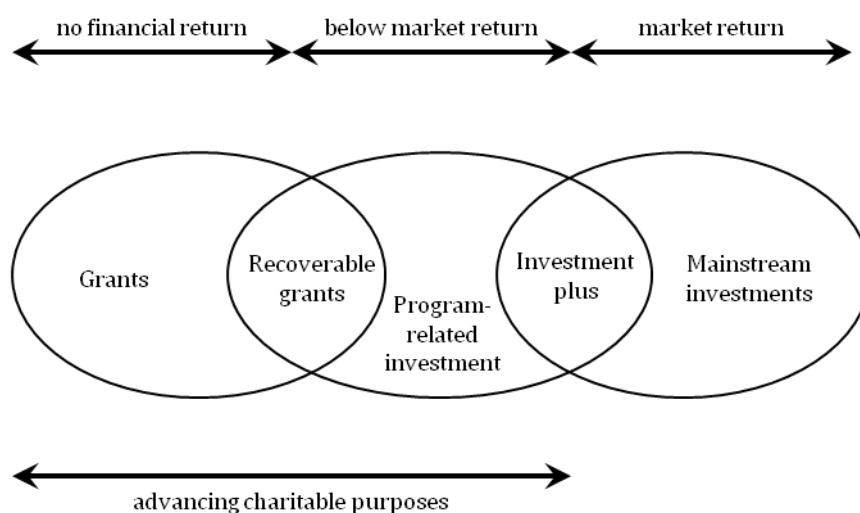 no financial return
below market return
market return
Grants
Recoverable
grants
Program-
related
investment
Investment
plus
Mainstream
investments
advancing charitable purposes